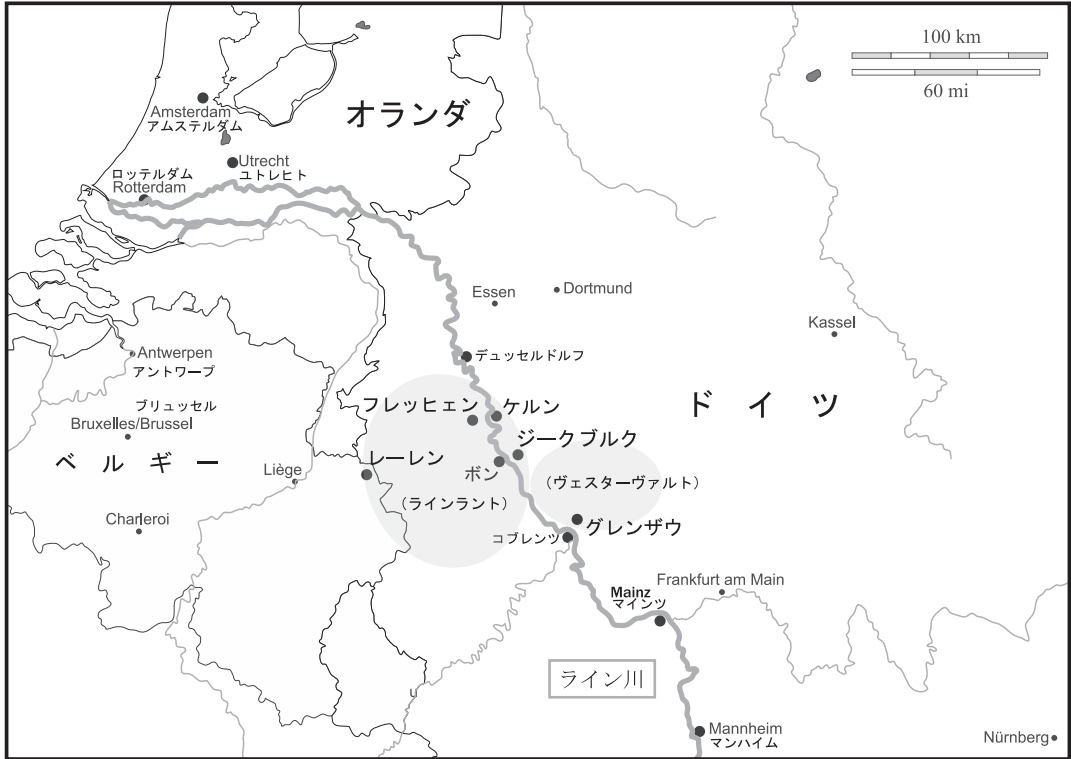 100 km
60 mi
Amsterdam
アムステルダム
オランダ
Utrecht
ユトレヒト
ロッテルダム
Rotterdam
Essen
Dortmund
Kassel
Antwerpen
アントワープ
デュッセルドルフ
ブリュッセル
Bruxelles/Brussel
フレッヒェン
ケルン
ドイツ
ジークブルク
ベルギー
Liège
レーレン
ボン
(ヴェスターヴァルト)
(ラインラント)
Charleroi
グレンザウ
コブレンツ
Frankfurt am Main
Mainz
マインツ
ライン川
Mannheim
マンハイム
Nürnberg